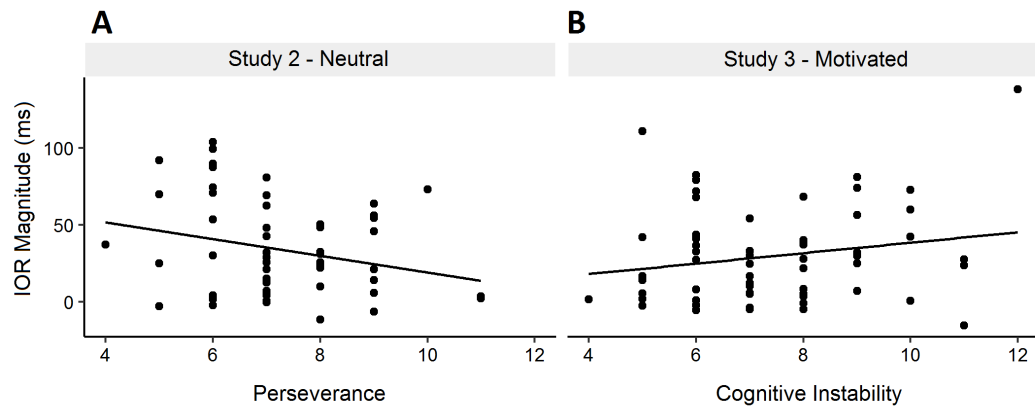 A
B
Study 2 - Neutral
Study 3 - Motivated
IOR Magnitude (ms)
100
50
0
4 6 8 10 12
4 6 8 10 12
Perseverance
Cognitive Instability